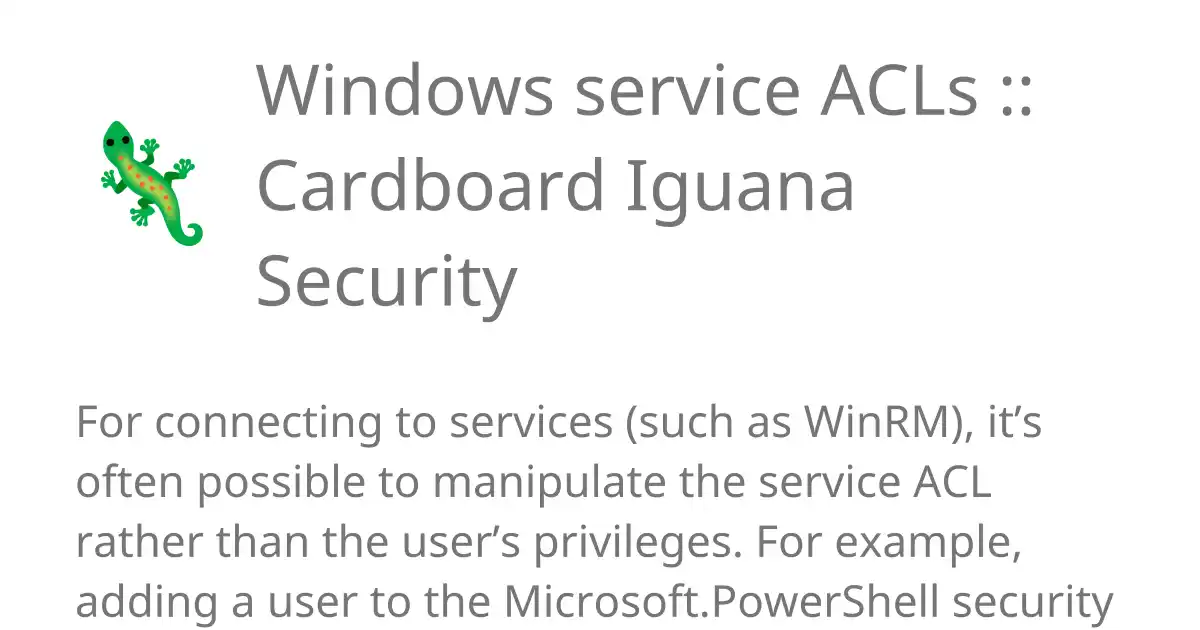 Windows service ACLs ::
Cardboard Iguana
Security
For connecting to services (such as WinRM), it’s
often possible to manipulate the service ACL
rather than the user’s privileges. For example,
adding a user to the Microsoft.PowerShell security